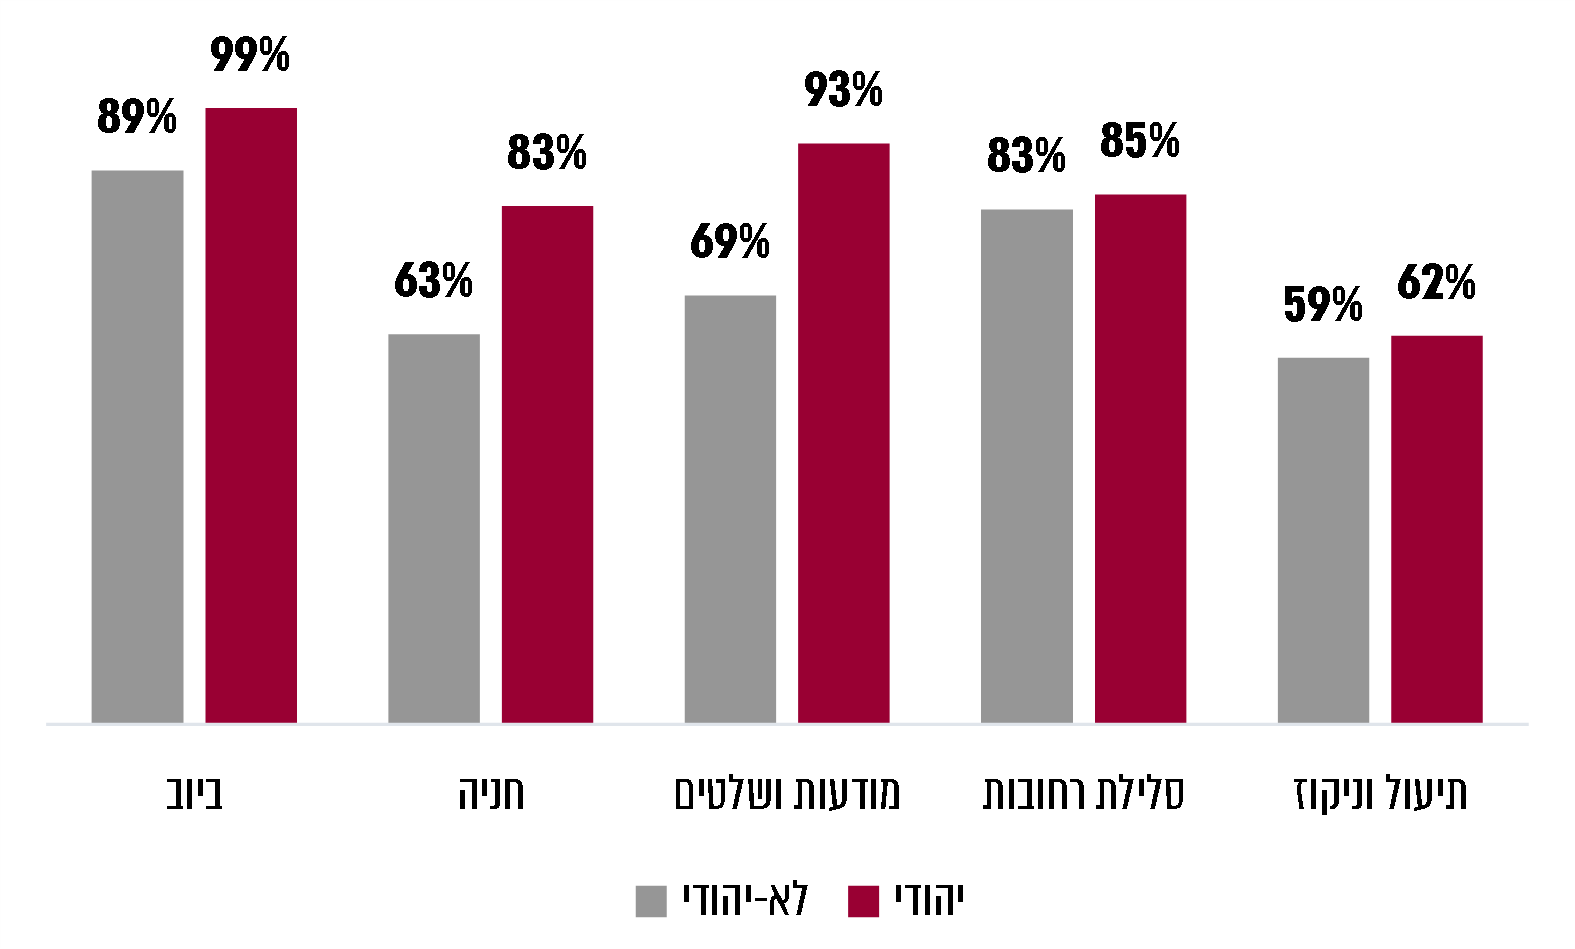 99%
89%
83%
63%
93%
69%
85%
83%
62%
59%
ביוב
חניה
מודעות ושלטים
סלילת רחובות
תיעול וניקוז
יהודי
לא-יהודי